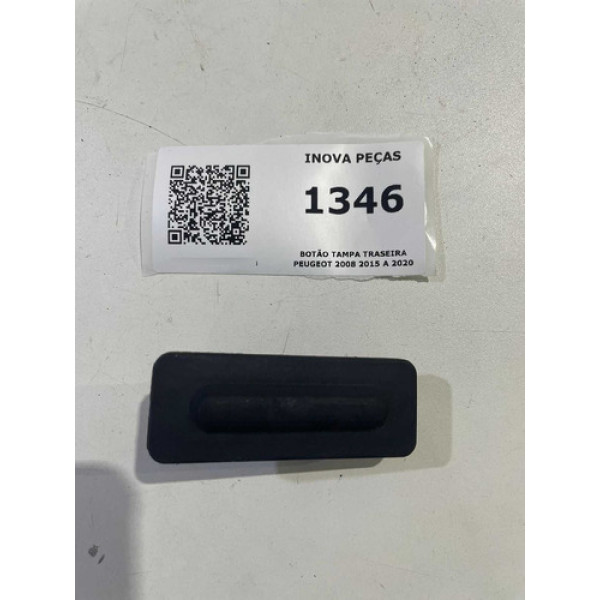 INOVA PEÇAS
1346
BOTÃO TAMPA TRASEIRA
PEUGEOT 2008 2015 A 2020